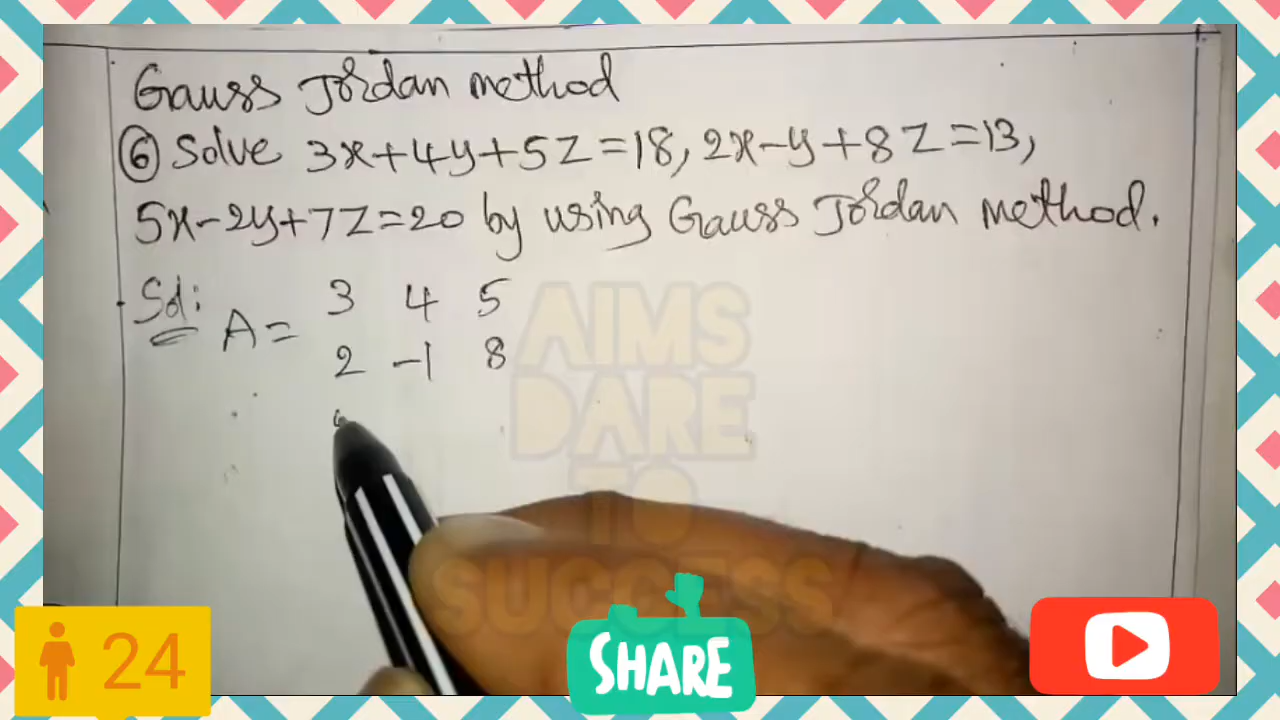 Gauss Jordan method
⑥ Solve 3x+4y+5z=18, 2x-y+8z=13,
5x-2y+7z=20 by using Gauss Jordan method.
Sol: A = 3 4 5
2 -1 8
AIMS
DARE
TO
SUCCESS
24
SHARE